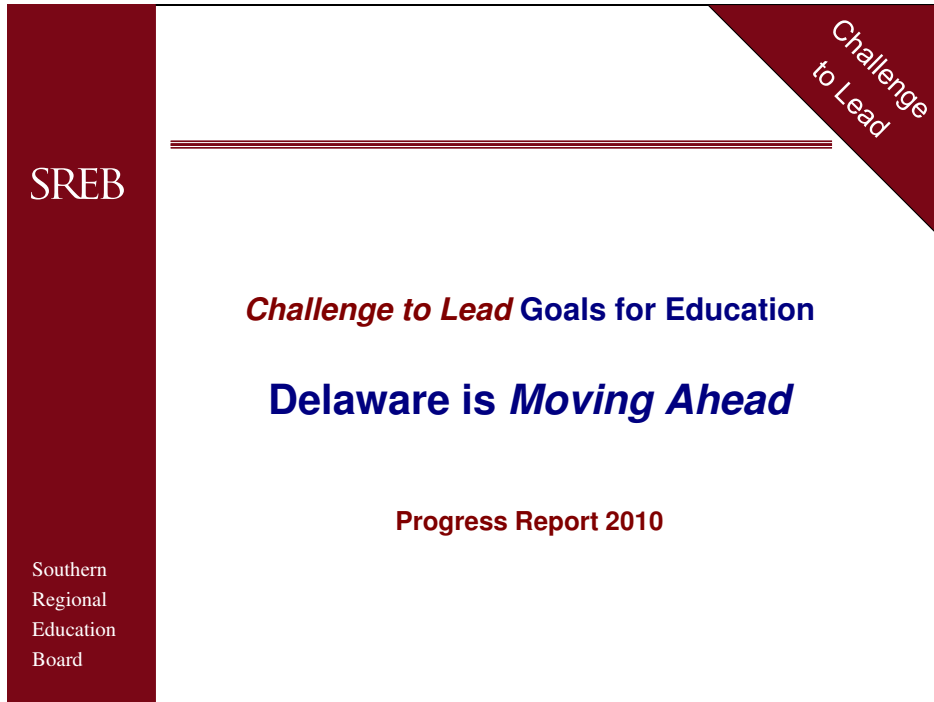 Challenge
to Lead
SREB
Challenge to Lead Goals for Education
Delaware is Moving Ahead
Progress Report 2010
Southern
Regional
Education
Board